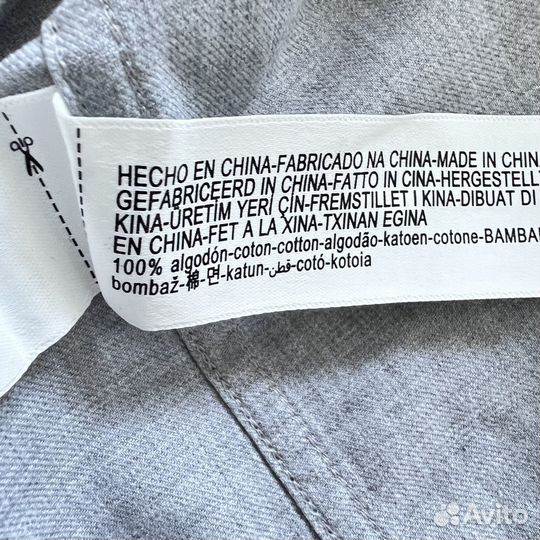 HECHO EN CHINA-FABRICADO NA CHINA-MADE IN CHINA
GEFABRICEERD IN CHINA-FATTO IN CINA-HERGESTELLT
KINA-ÜRETİM YERİ ÇİN-FREMSTILLET I KINA-DIBUAT DI
EN CHINA-FET A LA XINA-TXINAN EGINA
100% algodón-coton-cotton-algodão-katoen-cotone-BAMBA
bombaž-棉-면-katun-قطن-cotó-kotoia
Avito